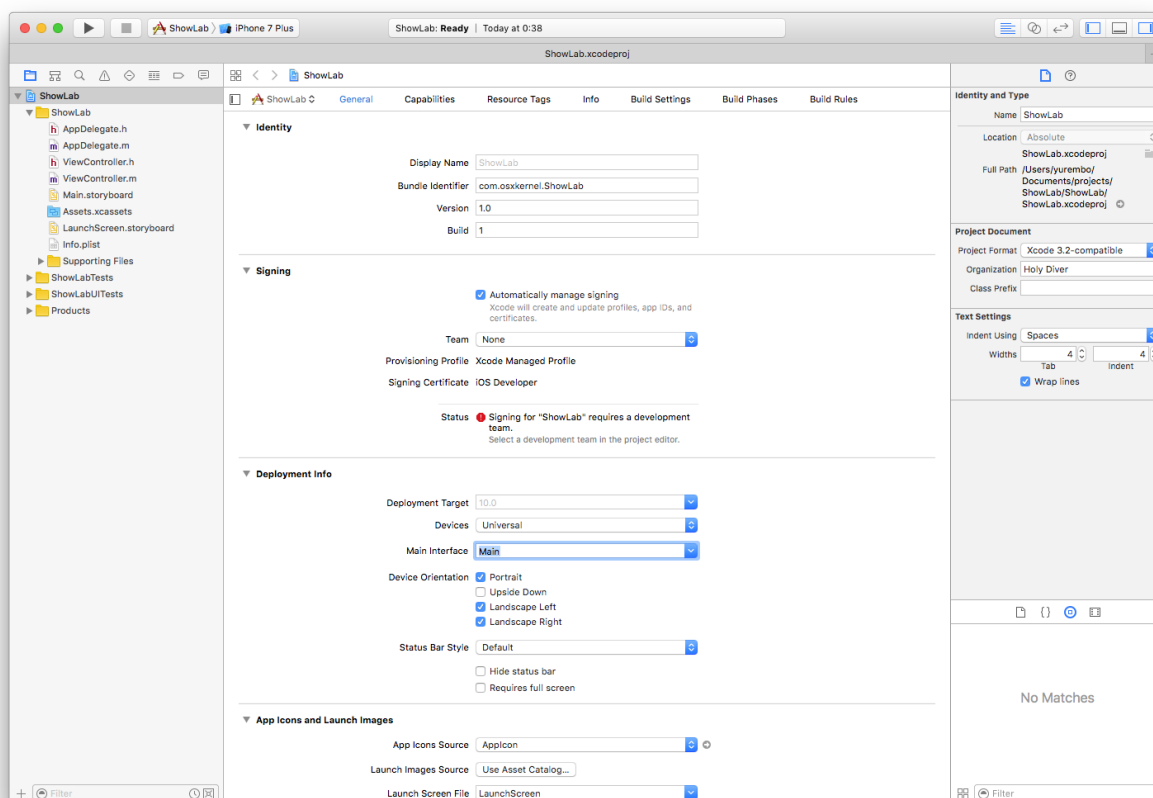 ShowLab
iPhone 7 Plus
ShowLab: Ready
Today at 0:38
ShowLab.xcodeproj
ShowLab
ShowLab
AppDelegate.h
AppDelegate.m
ViewController.h
ViewController.m
Main.storyboard
Assets.xcassets
LaunchScreen.storyboard
Info.plist
Supporting Files
ShowLabTests
ShowLabUITests
Products
Filter
ShowLab
ShowLab
General
Capabilities
Resource Tags
Info
Build Settings
Build Phases
Build Rules
Identity
Display Name ShowLab
Bundle Identifier com.osxkernel.ShowLab
Version 1.0
Build 1
Signing
Automatically manage signing
Xcode will create and update profiles, app IDs, and
certificates.
Team None
Provisioning Profile Xcode Managed Profile
Signing Certificate iOS Developer
Status Signing for "ShowLab" requires a development
team.
Select a development team in the project editor.
Deployment Info
Deployment Target 10.0
Devices Universal
Main Interface Main
Device Orientation Portrait
Upside Down
Landscape Left
Landscape Right
Status Bar Style Default
Hide status bar
Requires full screen
App Icons and Launch Images
App Icons Source AppIcon
Launch Images Source Use Asset Catalog...
Launch Screen File LaunchScreen
Identity and Type
Name ShowLab
Location Absolute
ShowLab.xcodeproj
Full Path /Users/yurembo/
Documents/projects/
ShowLab/ShowLab/
ShowLab.xcodeproj
Project Document
Project Format Xcode 3.2-compatible
Organization Holy Diver
Class Prefix
Text Settings
Indent Using Spaces
Widths 4 4
Tab Indent
Wrap lines
No Matches
Filter